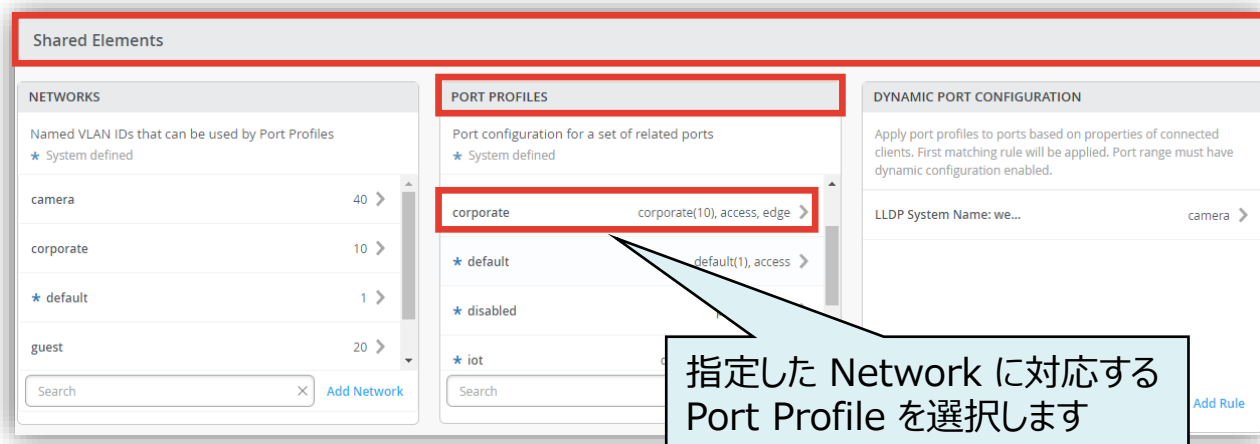 Shared Elements
NETWORKS
Named VLAN IDs that can be used by Port Profiles
* System defined
camera 40 >
corporate 10 >
* default 1 >
guest 20 >
Search × Add Network
PORT PROFILES
Port configuration for a set of related ports
* System defined
corporate corporate(10), access, edge >
* default default(1), access >
* disabled
* iot
Search
DYNAMIC PORT CONFIGURATION
Apply port profiles to ports based on properties of connected
clients. First matching rule will be applied. Port range must have
dynamic configuration enabled.
LLDP System Name: we... camera >
Add Rule
指定した Network に対応する
Port Profile を選択します